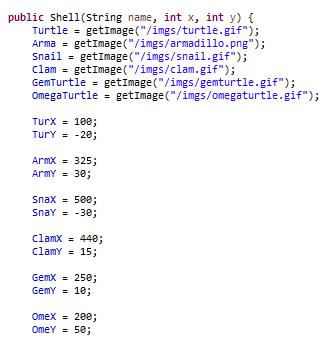 public Shell(String name, int x, int y) {
Turtle = getImage("/imgs/turtle.gif");
Arma = getImage("/imgs/armadillo.png");
Snail = getImage("/imgs/snail.gif");
Clam = getImage("/imgs/clam.gif");
GemTurtle = getImage("/imgs/gemturtle.gif");
OmegaTurtle = getImage("/imgs/omegaturtle.gif");
TurX = 100;
TurY = -20;
ArmX = 325;
ArmY = 30;
SnaX = 500;
SnaY = -30;
ClamX = 440;
ClamY = 15;
GemX = 250;
GemY = 10;
OmeX = 200;
OmeY = 50;